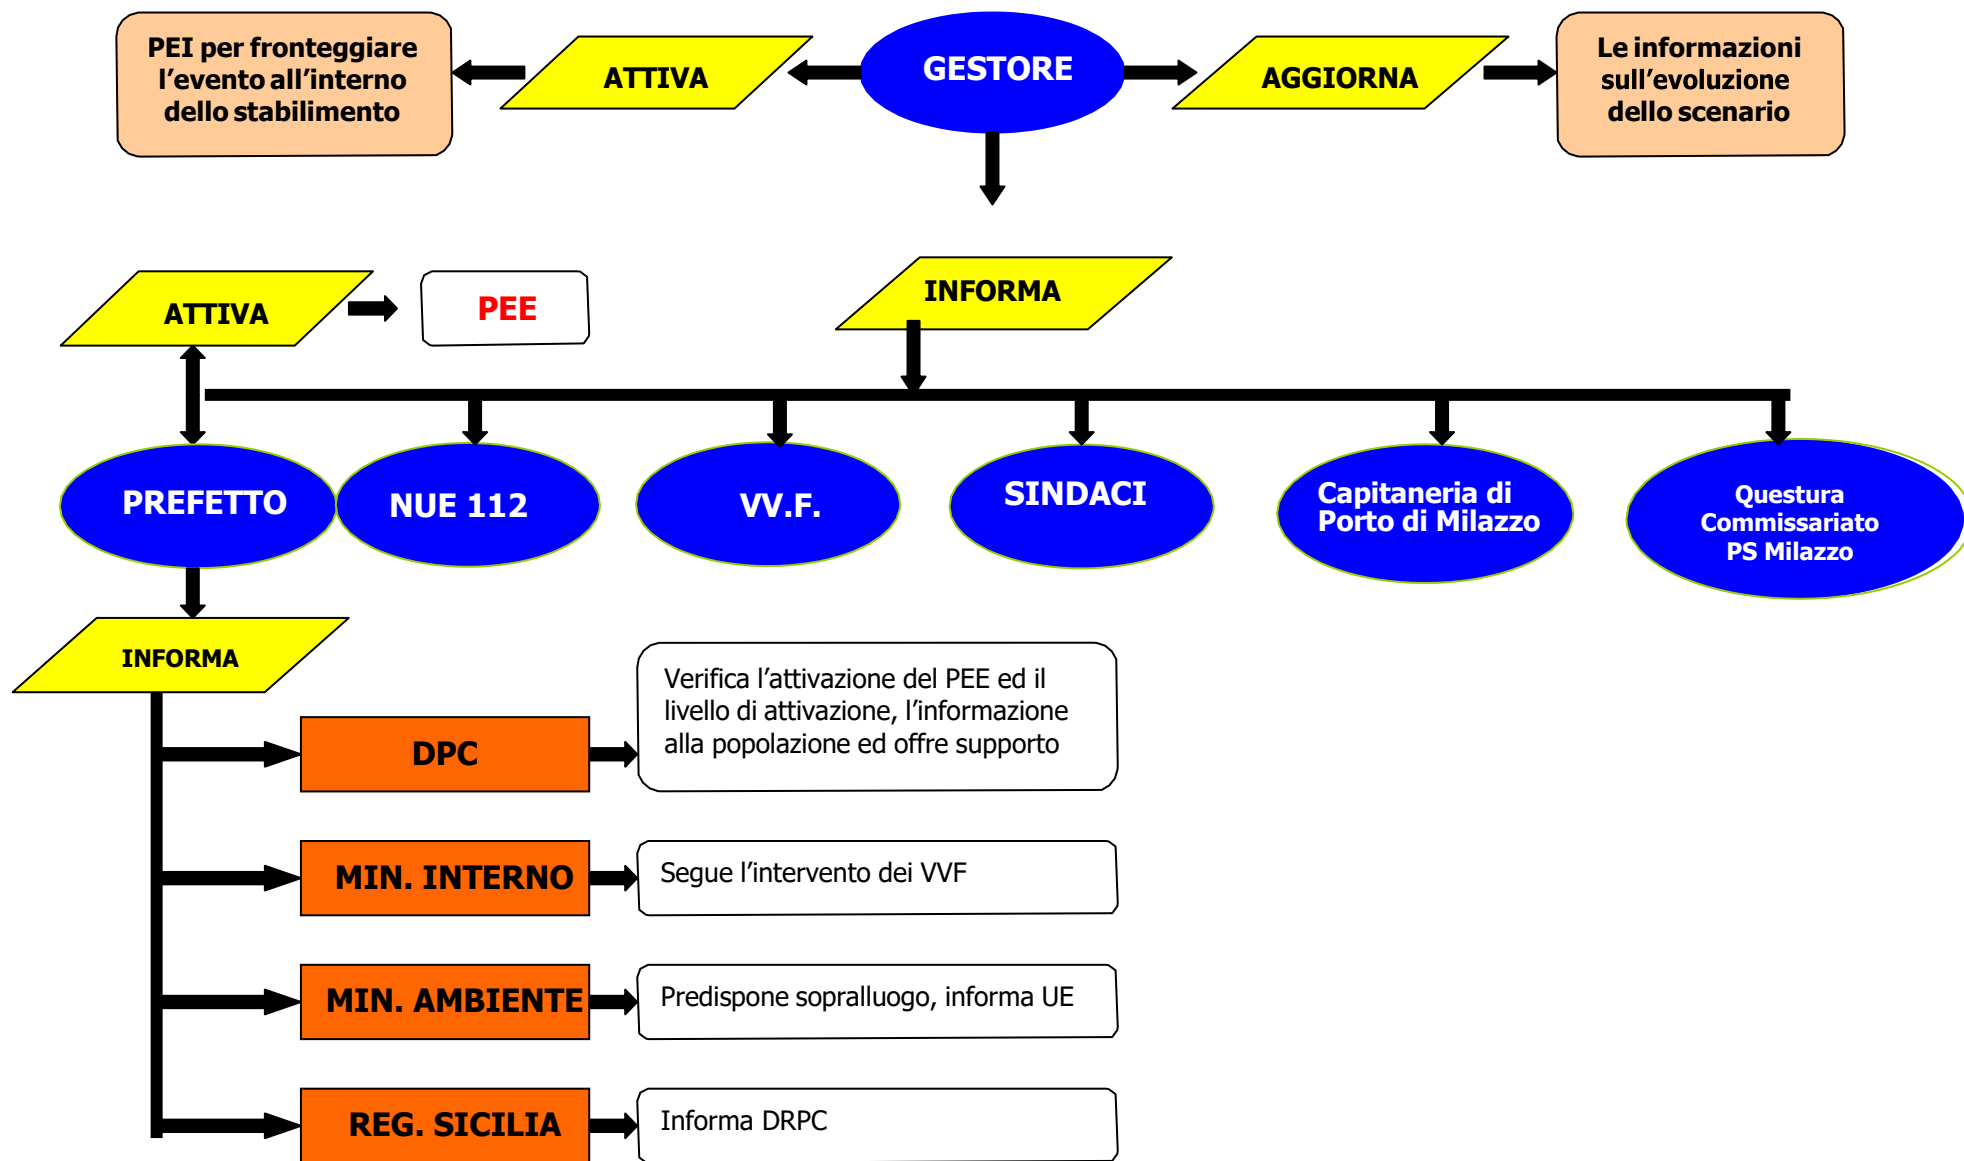 PEI per fronteggiare
l'evento all'interno
dello stabilimento
ATTIVA
GESTORE
AGGIORNA
Le informazioni
sull'evoluzione
dello scenario
ATTIVA
PEE
INFORMA
PREFETTO
NUE 112
VV.F.
SINDACI
Capitaneria di
Porto di Milazzo
Questura
Commissariato
PS Milazzo
INFORMA
DPC
Verifica l'attivazione del PEE ed il
livello di attivazione, l'informazione
alla popolazione ed offre supporto
MIN. INTERNO
Segue l'intervento dei VVF
MIN. AMBIENTE
Predispone sopralluogo, informa UE
REG. SICILIA
Informa DRPC